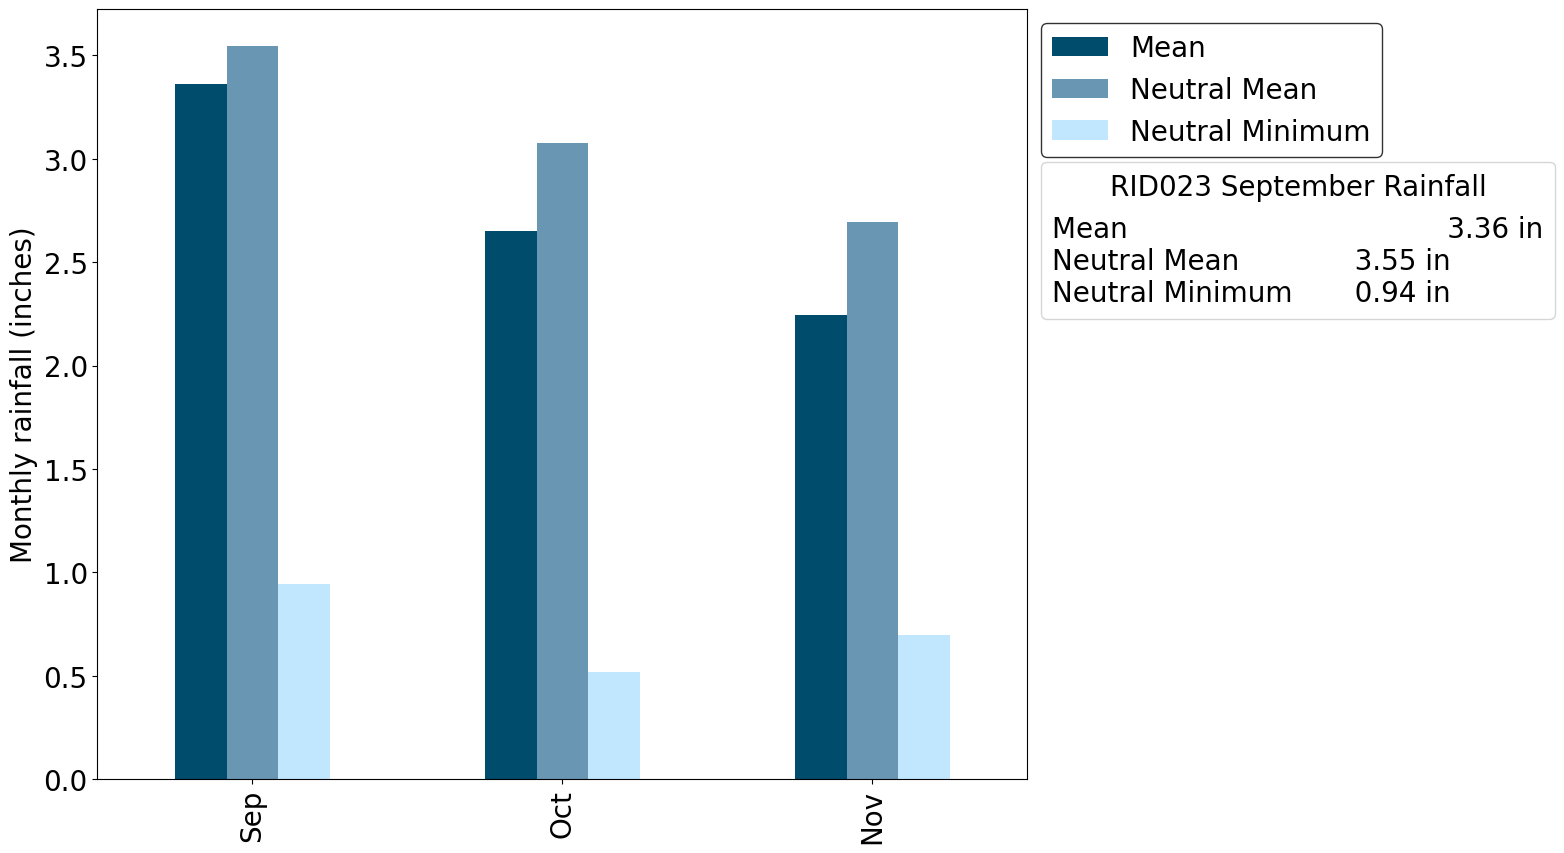 Monthly rainfall (inches)
3.5
3.0
2.5
2.0
1.5
1.0
0.5
0.0
Sep
Oct
Nov
Mean
Neutral Mean
Neutral Minimum
RID023 September Rainfall
Mean 3.36 in
Neutral Mean 3.55 in
Neutral Minimum 0.94 in